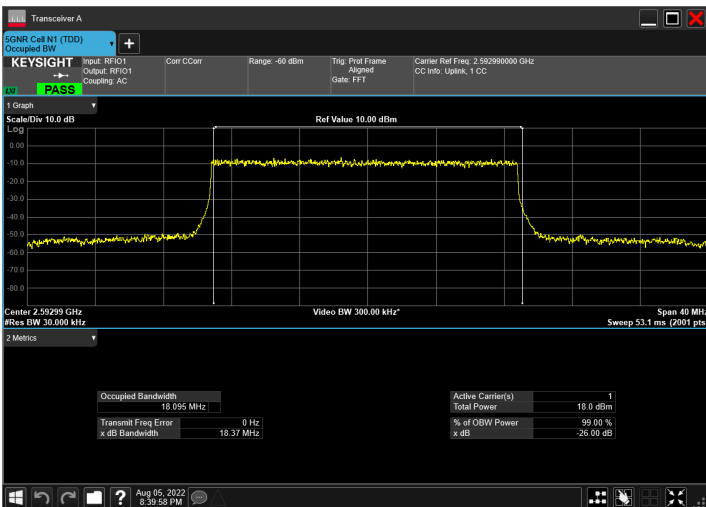 Transceiver A
5GNR Cell N1 (TDD)
Occupied BW
+
KEYSIGHT
LXI
PASS
Input: RFIO1
Output: RFIO1
Coupling: AC
Corr CCorr
Range: -60 dBm
Trig: Prot Frame
Aligned
Gate: FFT
Carrier Ref Freq: 2.592990000 GHz
CC Info: Uplink, 1 CC
1 Graph
Scale/Div 10.0 dB
Ref Value 10.00 dBm
Log
0.00
-10.0
-20.0
-30.0
-40.0
-50.0
-60.0
-70.0
-80.0
Center 2.59299 GHz
Video BW 300.00 kHz*
Span 40 MHz
#Res BW 30.000 kHz
Sweep 53.1 ms (2001 pts
2 Metrics
Occupied Bandwidth
18.095 MHz
Transmit Freq Error 0 Hz
x dB Bandwidth 18.37 MHz
Active Carrier(s) 1
Total Power 18.0 dBm
% of OBW Power 99.00 %
x dB -26.00 dB
?
Aug 05, 2022
8:39:58 PM